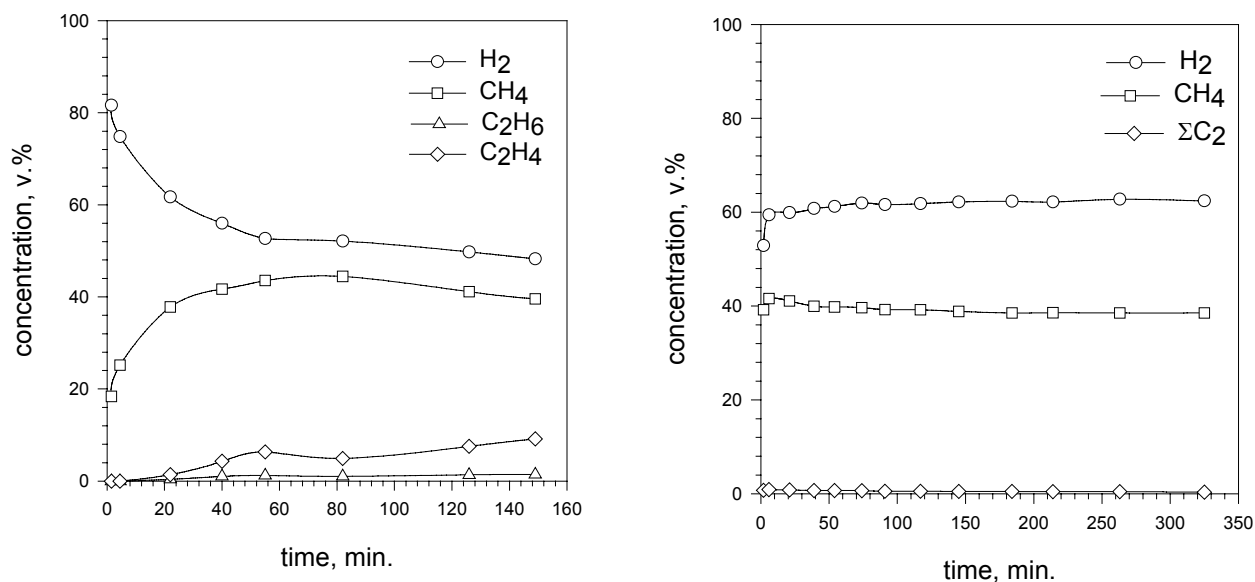 100
80
60
40
20
0
concentration, v.%
H2
CH4
C2H6
C2H4
0 20 40 60 80 100 120 140 160
time, min.
100
80
60
40
20
0
concentration, v.%
H2
CH4
ΣC2
0 50 100 150 200 250 300 350
time, min.